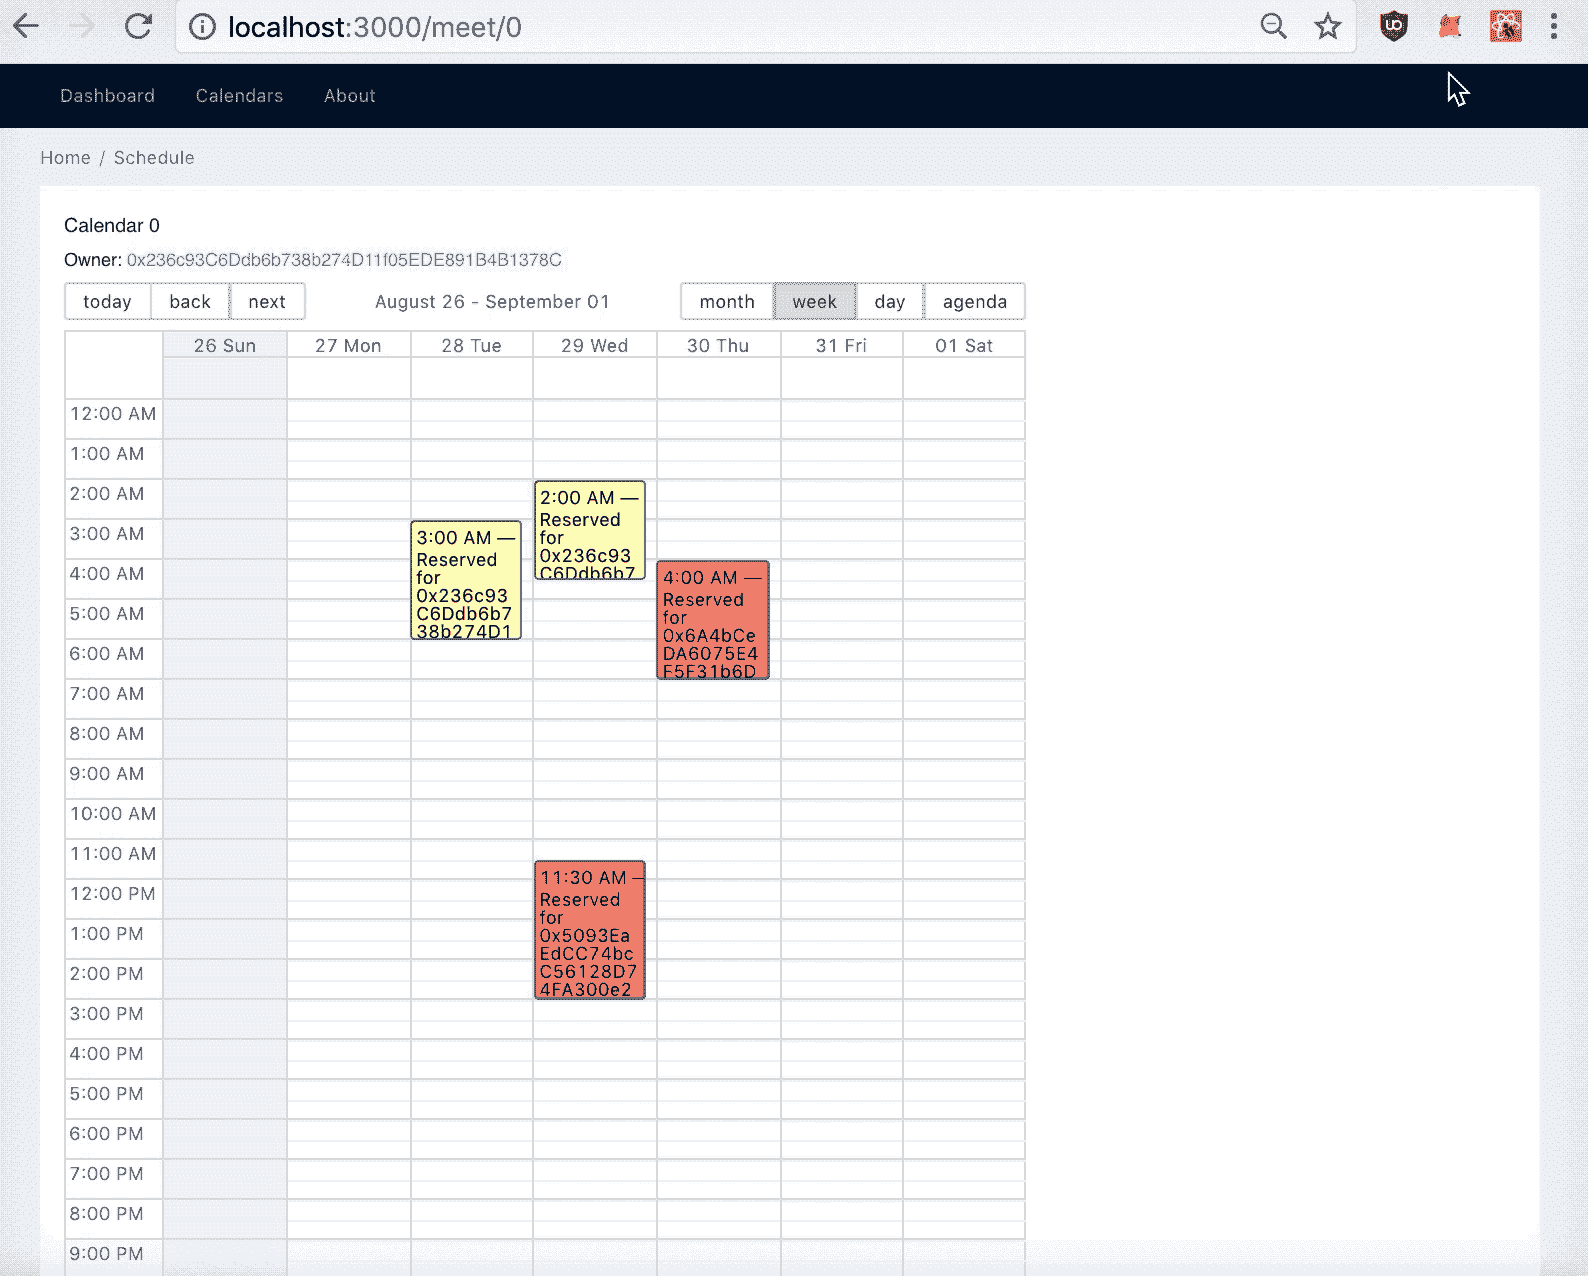 localhost:3000/meet/0
Dashboard Calendars About
Home / Schedule
Calendar 0
Owner: 0x236c93C6Ddb6b738b274D11f05EDE891B4B1378C
today back next August 26 - September 01 month week day agenda
26 Sun 27 Mon 28 Tue 29 Wed 30 Thu 31 Fri 01 Sat
12:00 AM
1:00 AM
2:00 AM
3:00 AM
4:00 AM
5:00 AM
6:00 AM
7:00 AM
8:00 AM
9:00 AM
10:00 AM
11:00 AM
12:00 PM
1:00 PM
2:00 PM
3:00 PM
4:00 PM
5:00 PM
6:00 PM
7:00 PM
8:00 PM
9:00 PM
3:00 AM —
Reserved
for
0x236c93
C6Ddb6b7
38b274D1
2:00 AM —
Reserved
for
0x236c93
C6Ddb6b7
11:30 AM —
Reserved
for
0x5093Ea
EdCC74bc
C56128D7
4FA300e2
4:00 AM —
Reserved
for
0x6A4bCe
DA6075E4
F5F31b6D